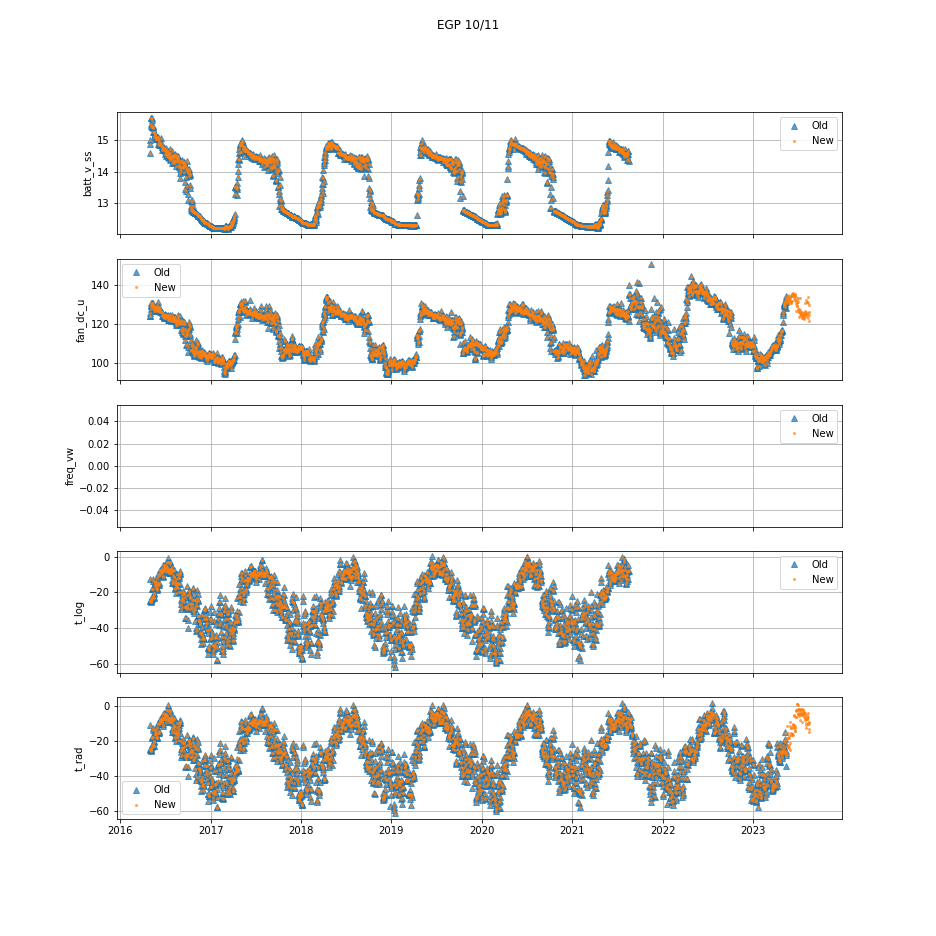 EGP 10/11
batt_v_ss
15
14
13
Old
New
fan_dc_u
140
120
100
Old
New
freq_vw
0.04
0.02
0.00
−0.02
−0.04
Old
New
t_log
0
−20
−40
−60
Old
New
t_rad
0
−20
−40
−60
Old
New
2016 2017 2018 2019 2020 2021 2022 2023